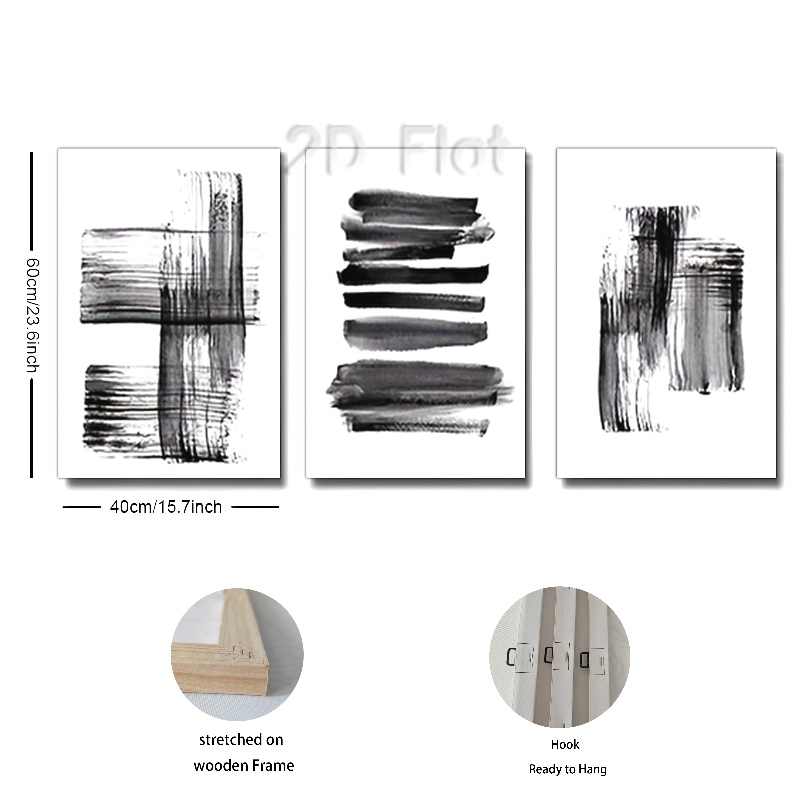 2D Flat
60cm/23.6inch
40cm/15.7inch
stretched on
wooden Frame
Hook
Ready to Hang